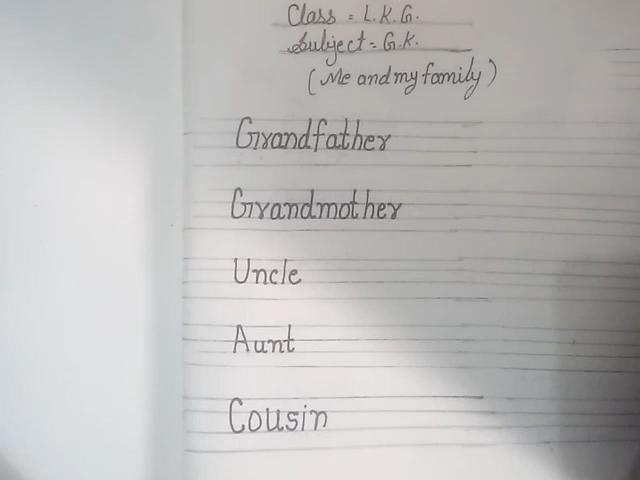 Class = L.K.G.
Subject = G.K.
(Me and my family)
Grandfather
Grandmother
Uncle
Aunt
Cousin